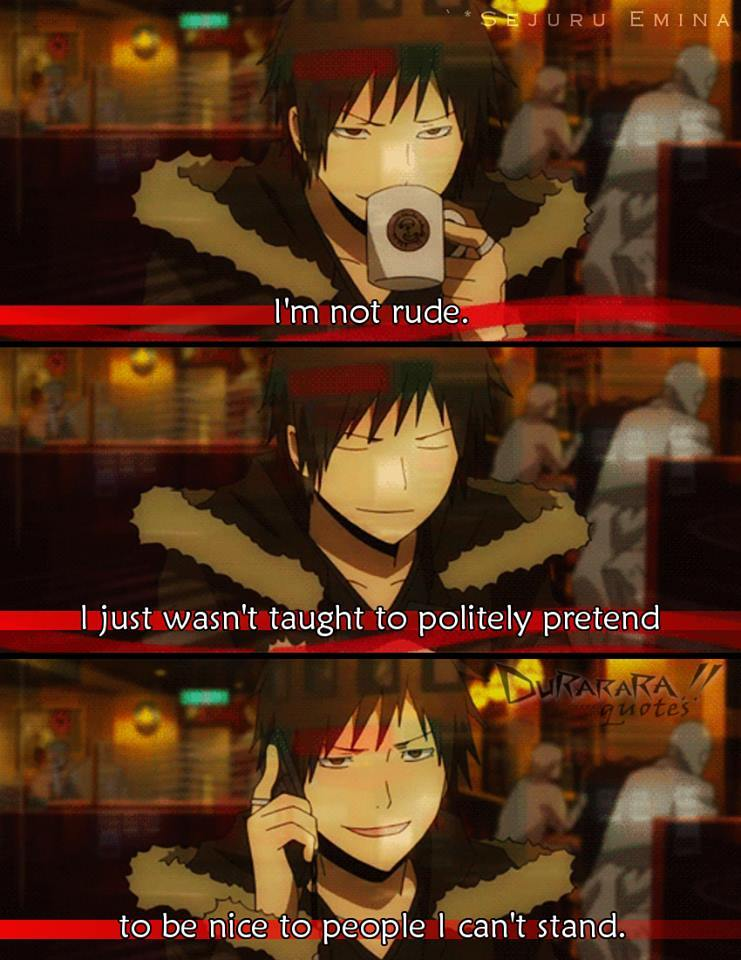 `*Sejuru Emina
I'm not rude.
I just wasn't taught to politely pretend
DuRaRaRa!!
quotes
to be nice to people I can't stand.